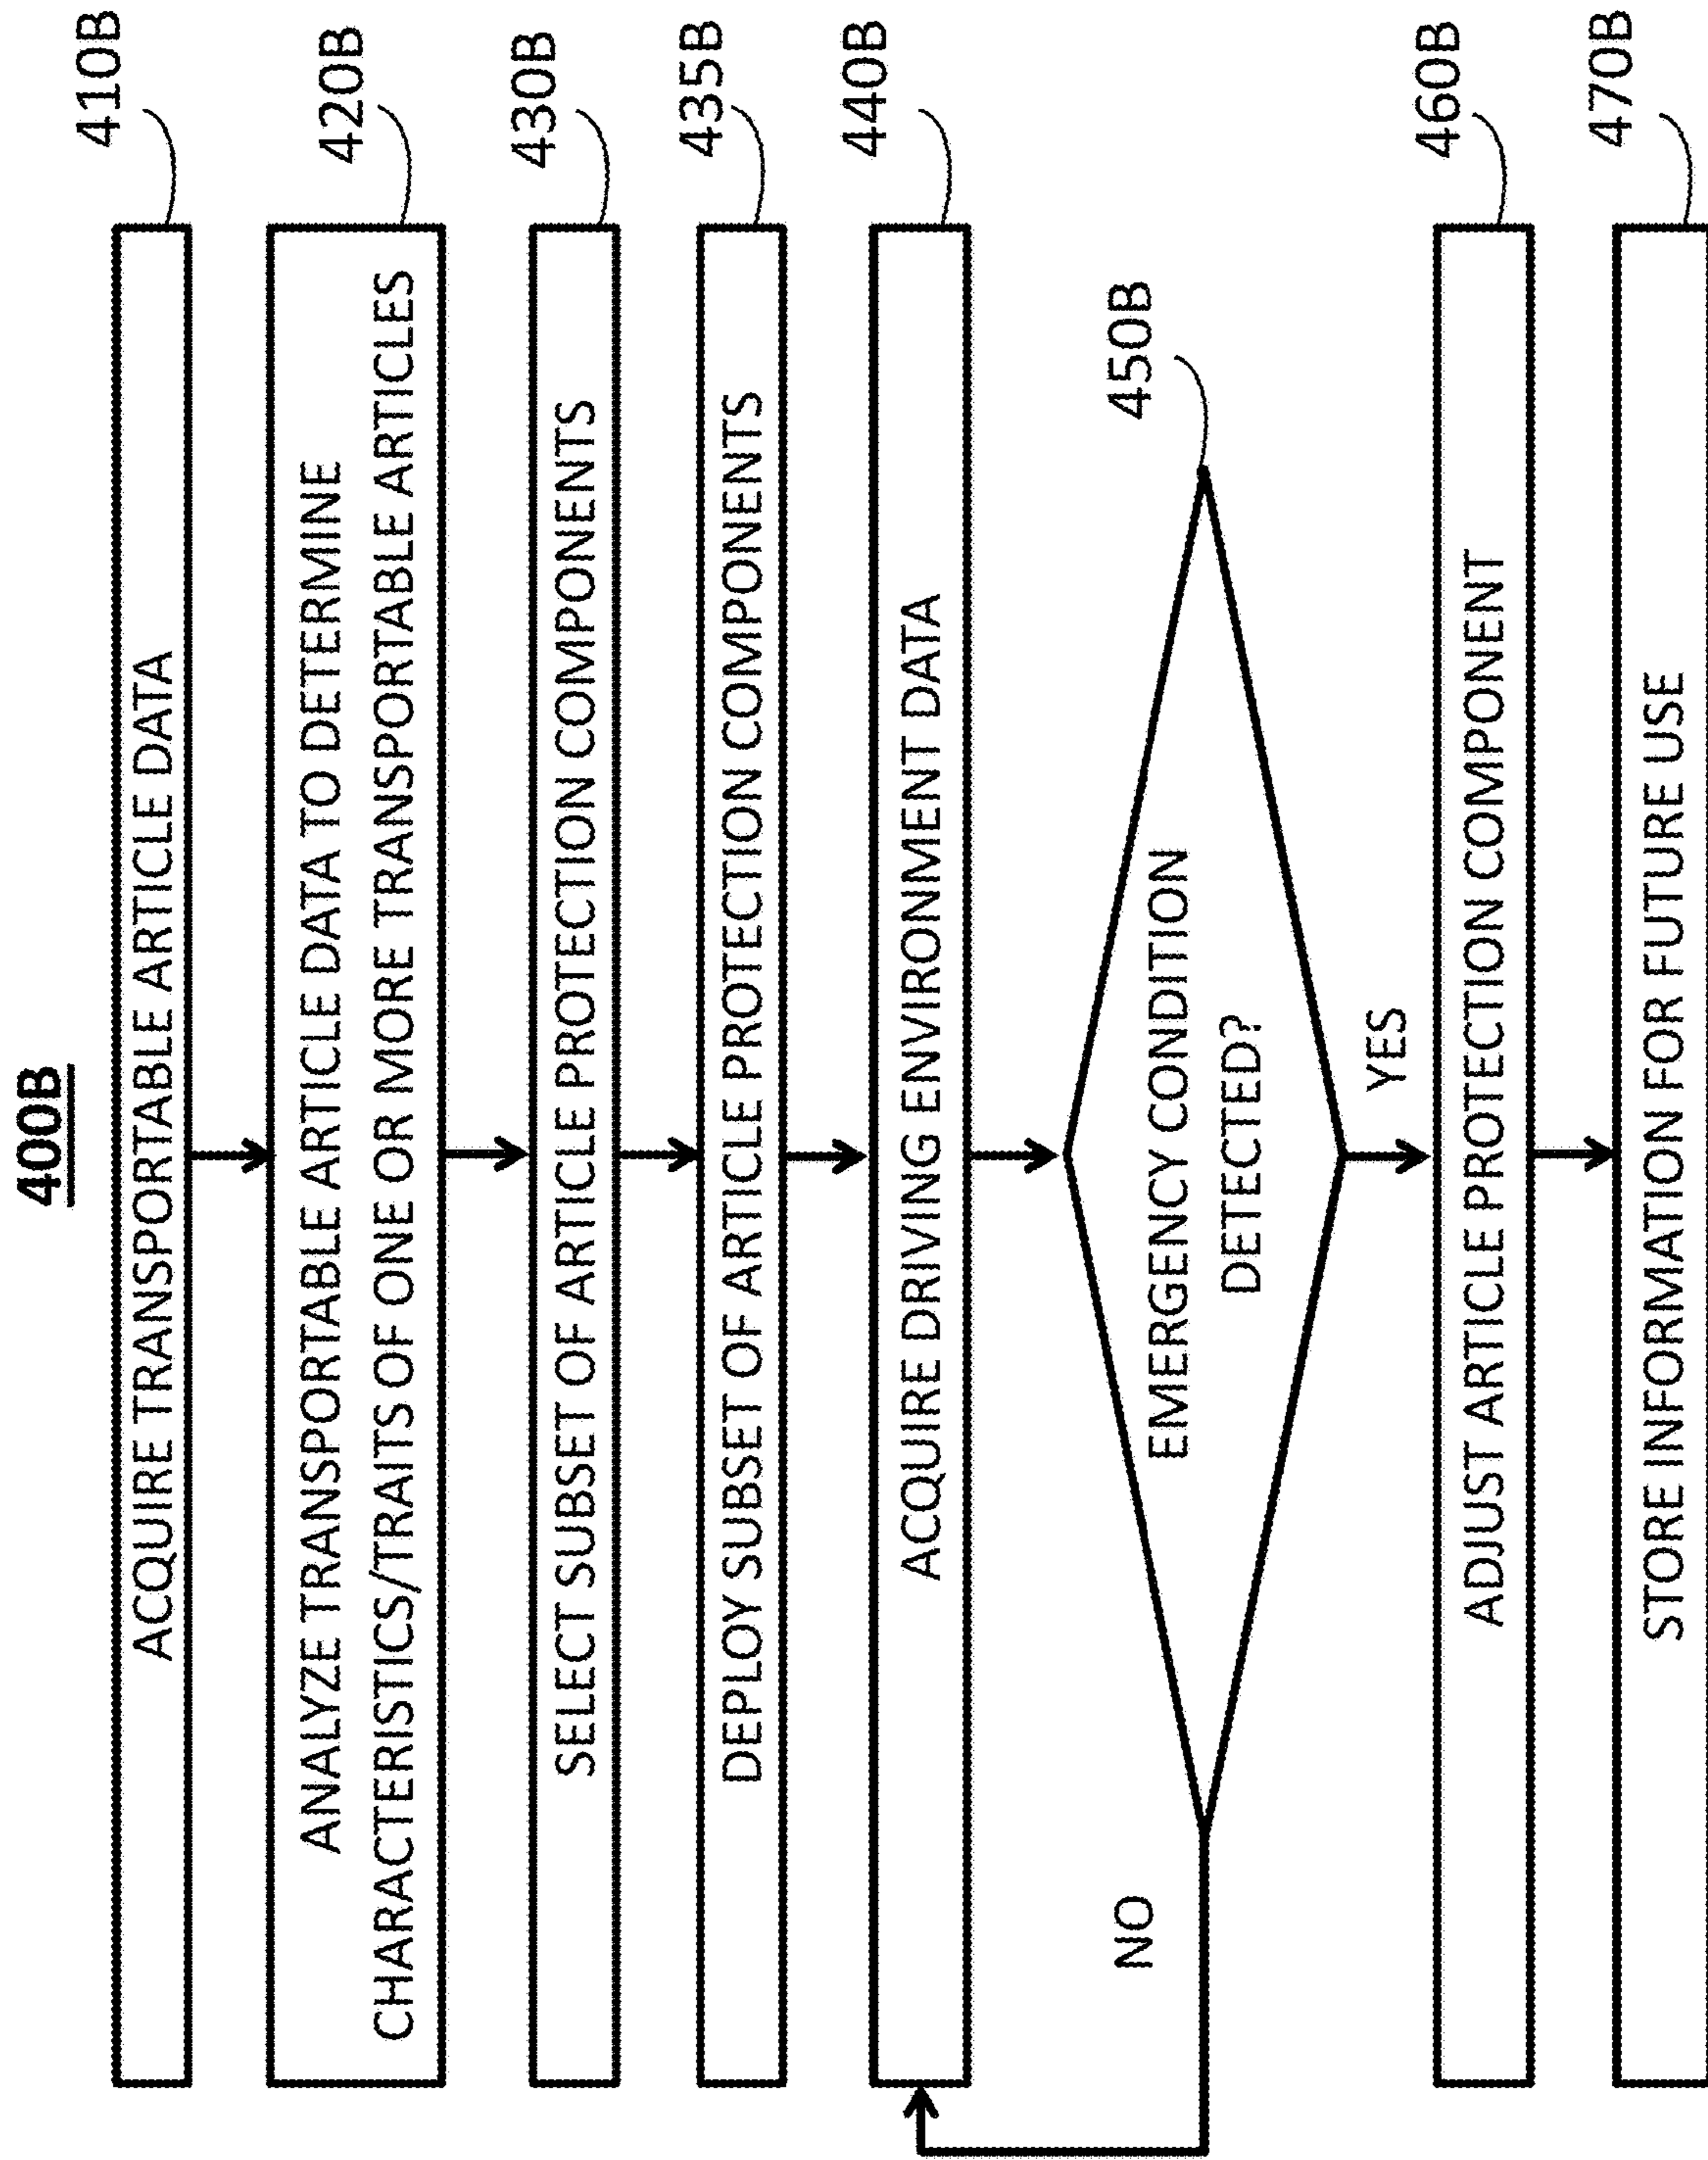 400B
410B
ACQUIRE TRANSPORTABLE ARTICLE DATA
420B
ANALYZE TRANSPORTABLE ARTICLE DATA TO DETERMINE
CHARACTERISTICS/TRAITS OF ONE OR MORE TRANSPORTABLE ARTICLES
430B
SELECT SUBSET OF ARTICLE PROTECTION COMPONENTS
435B
DEPLOY SUBSET OF ARTICLE PROTECTION COMPONENTS
440B
ACQUIRE DRIVING ENVIRONMENT DATA
450B
EMERGENCY CONDITION
DETECTED?
NO
YES
460B
ADJUST ARTICLE PROTECTION COMPONENT
470B
STORE INFORMATION FOR FUTURE USE